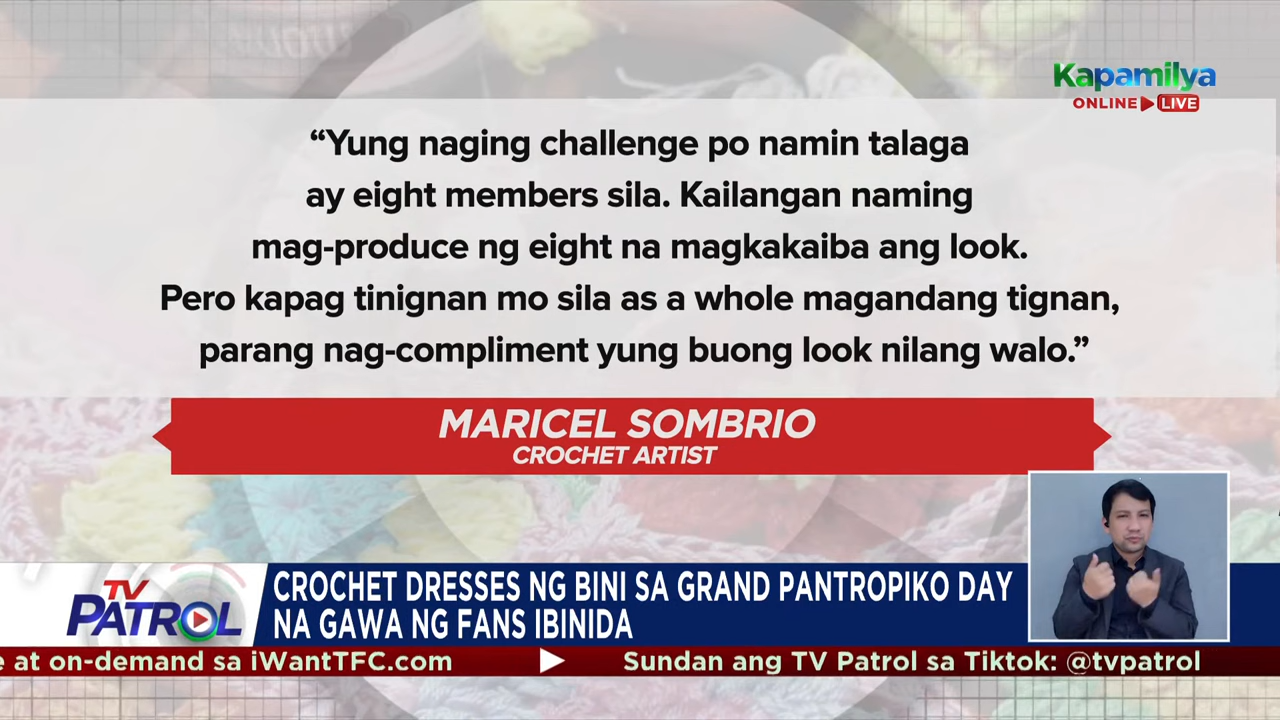 Kapamilya
ONLINE LIVE
“Yung naging challenge po namin talaga
ay eight members sila. Kailangan naming
mag-produce ng eight na magkakaiba ang look.
Pero kapag tinignan mo sila as a whole magandang tignan,
parang nag-compliment yung buong look nilang walo.”
MARICEL SOMBRIO
CROCHET ARTIST
TV PATROL
CROCHET DRESSES NG BINI SA GRAND PANTROPIKO DAY
NA GAWA NG FANS IBINIDA
e at on-demand sa iWantTFC.com Sundan ang TV Patrol sa Tiktok: @tvpatrol